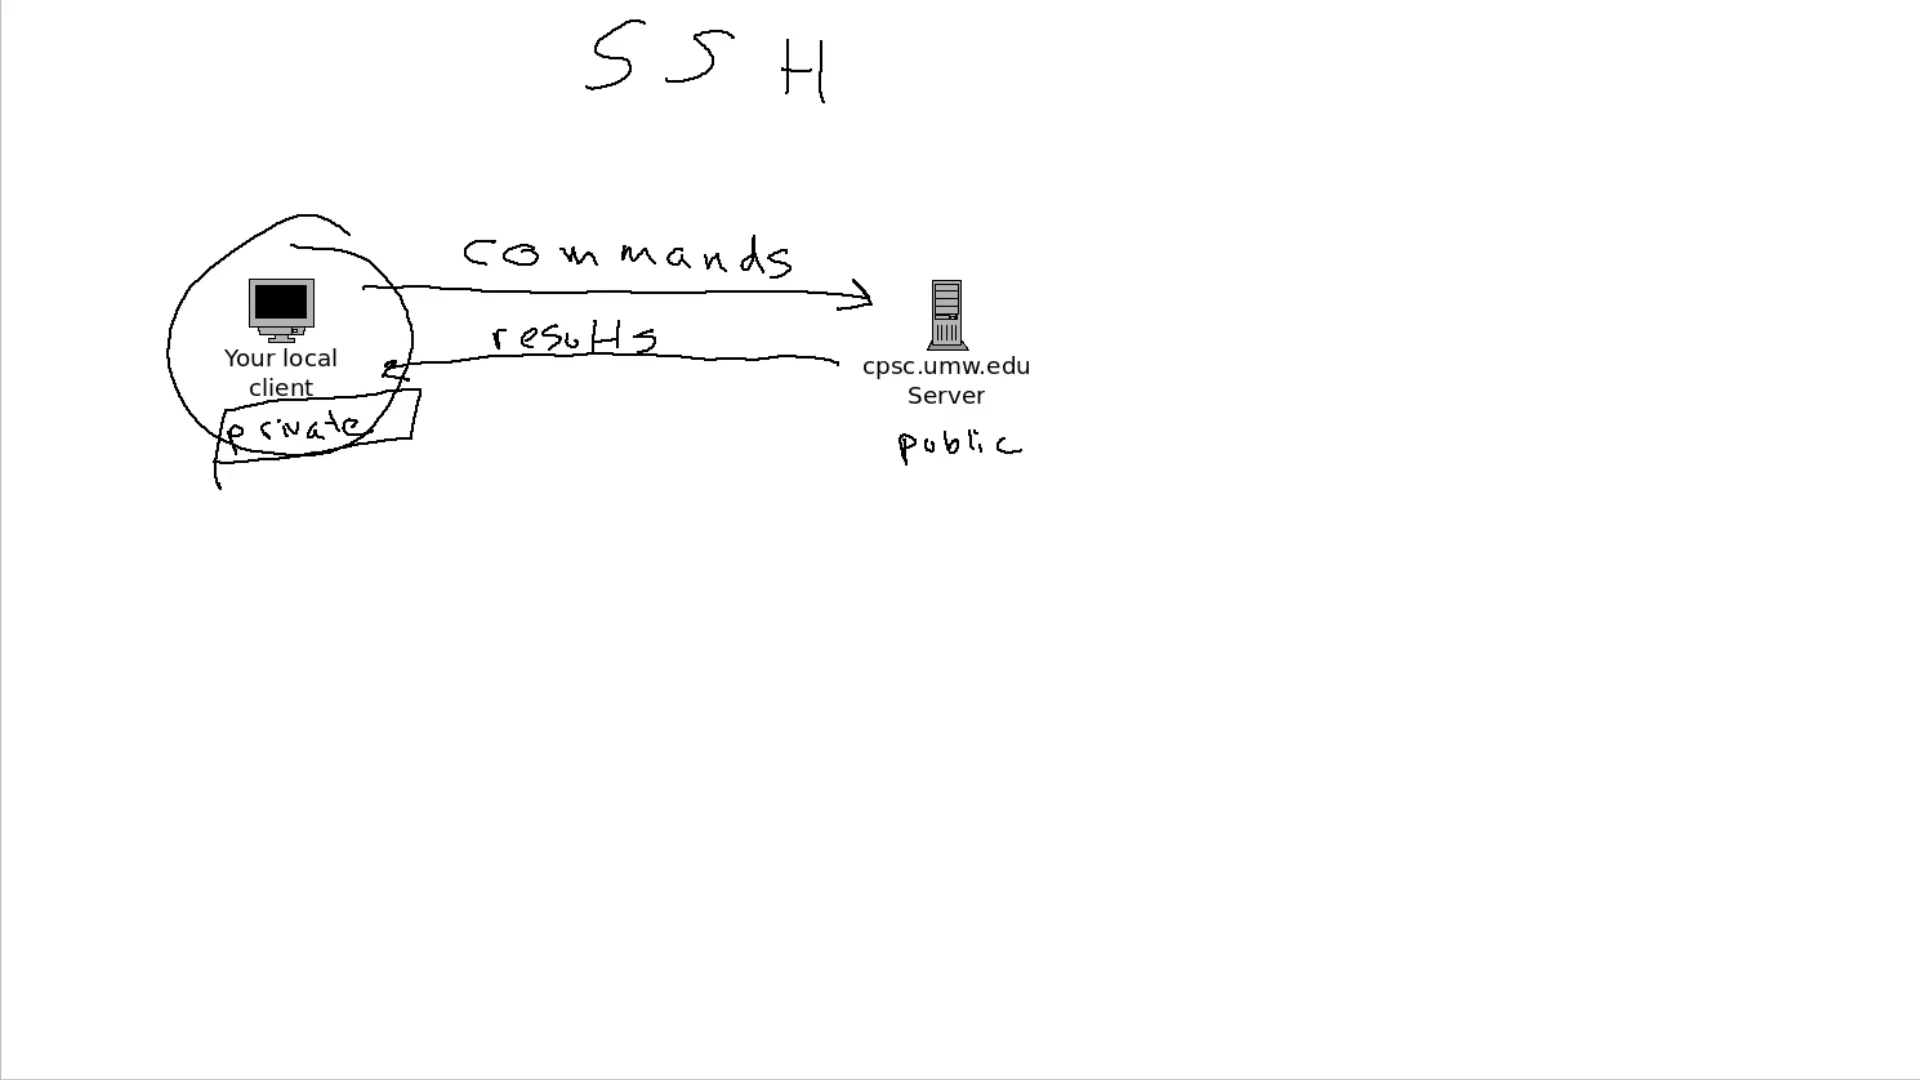 SSH
commands
results
Your local
client
private
cpsc.umw.edu
Server
public